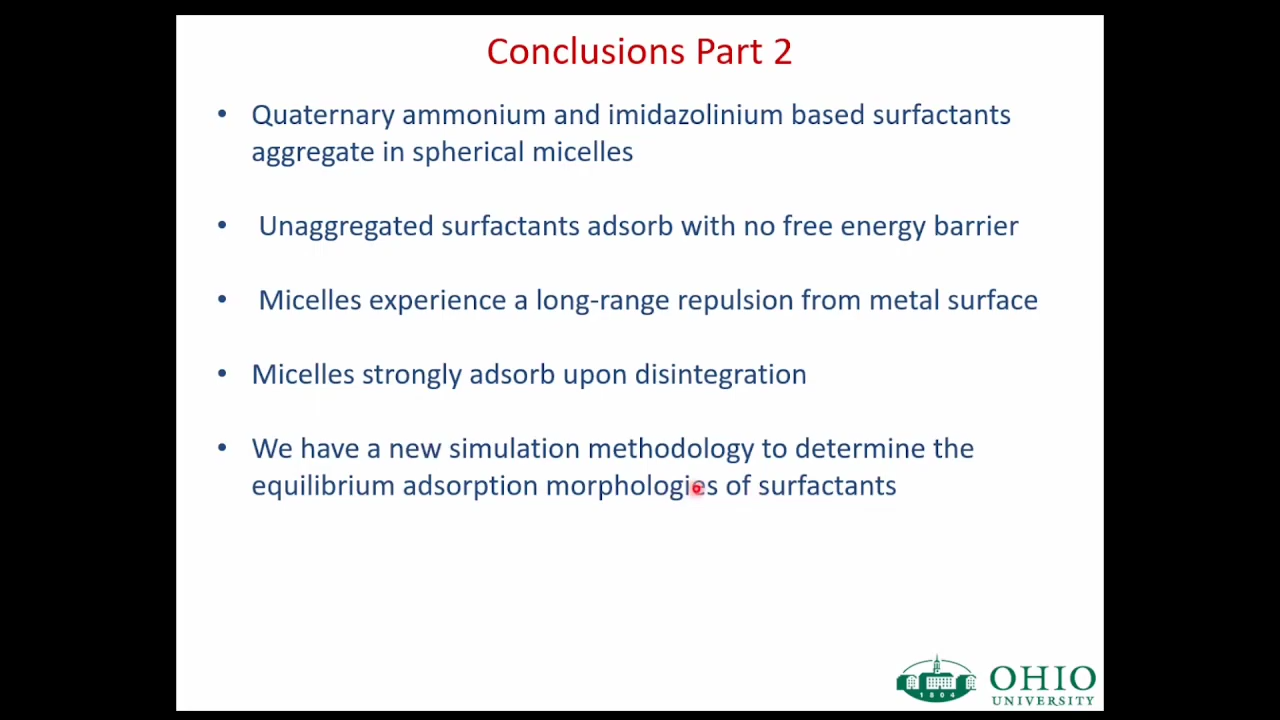 Conclusions Part 2
• Quaternary ammonium and imidazolinium based surfactants
aggregate in spherical micelles
• Unaggregated surfactants adsorb with no free energy barrier
• Micelles experience a long-range repulsion from metal surface
• Micelles strongly adsorb upon disintegration
• We have a new simulation methodology to determine the
equilibrium adsorption morphologies of surfactants
1804
OHIO
UNIVERSITY